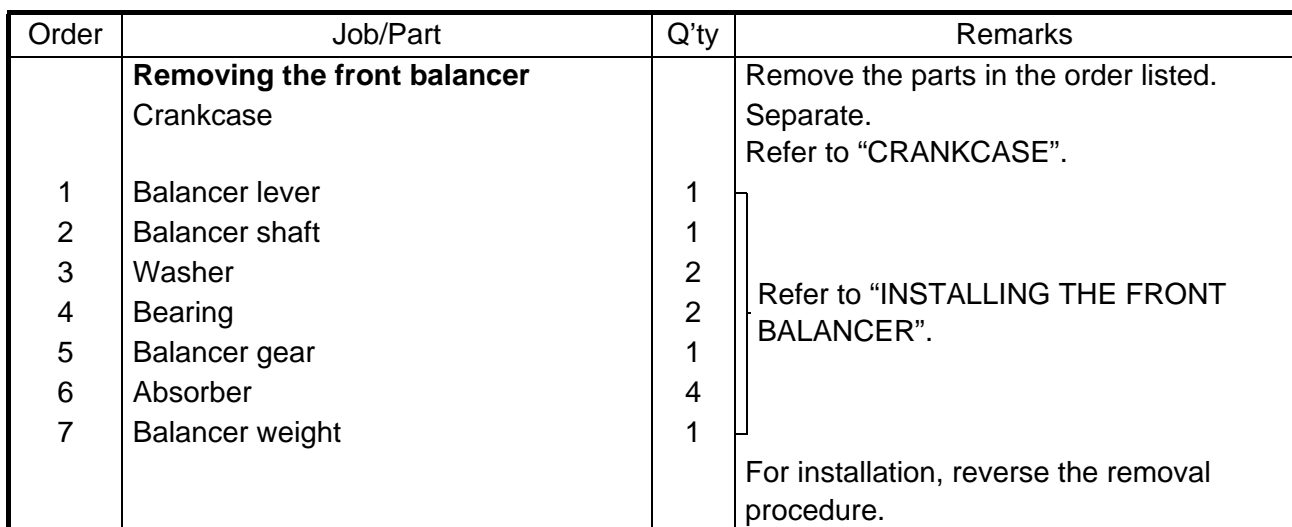 Order Job/Part Q’ty Remarks
Removing the front balancer Remove the parts in the order listed.
Crankcase Separate.
Refer to “CRANKCASE”.
1 Balancer lever 1
2 Balancer shaft 1
3 Washer 2
4 Bearing 2
5 Balancer gear 1
6 Absorber 4
7 Balancer weight 1
Refer to “INSTALLING THE FRONT
BALANCER”.
For installation, reverse the removal
procedure.